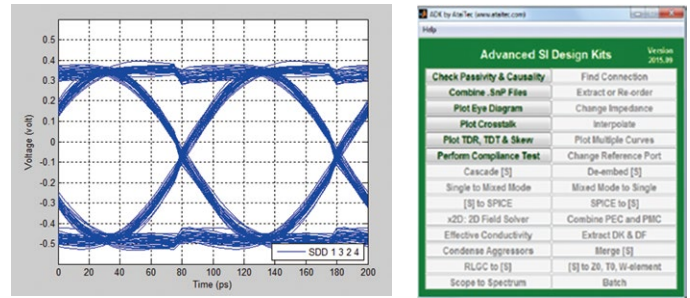 0.5
0.4
0.3
0.2
0.1
0
-0.1
-0.2
-0.3
-0.4
-0.5
Voltage (volt)
SDD 1 3 2 4
0 20 40 60 80 100 120 140 160 180 200
Time (ps)
ADK by AtaiTec (www.ataitec.com)
Help
Advanced SI Design Kits
Version
2015.09
Check Passivity & Causality Find Connection
Combine .SnP Files Extract or Re-order
Plot Eye Diagram Change Impedance
Plot Crosstalk Interpolate
Plot TDR, TDT & Skew Plot Multiple Curves
Perform Compliance Test Change Reference Port
Cascade [S] De-embed [S]
Single to Mixed Mode Mixed Mode to Single
[S] to SPICE SPICE to [S]
x2D: 2D Field Solver Combine PEC and PMC
Effective Conductivity Extract DK & DF
Condense Aggressors Merge [S]
RLGC to [S] [S] to Z0, T0, W-element
Scope to Spectrum Batch